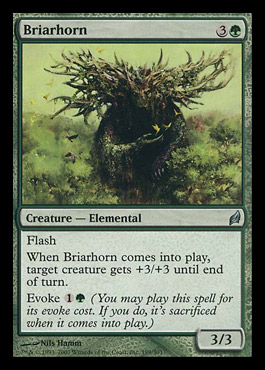 Briarhorn 3
Creature — Elemental
Flash
When Briarhorn comes into play,
target creature gets +3/+3 until end
of turn.
Evoke 1 (You may play this spell for
its evoke cost. If you do, it's sacrificed
when it comes into play.)
Nils Hamm
3/3